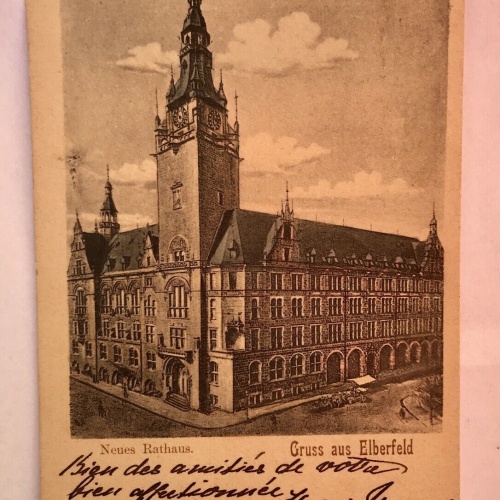 Neues Rathaus. Gruss aus Elberfeld
Bien des amitiés de votre
bien affectionnée